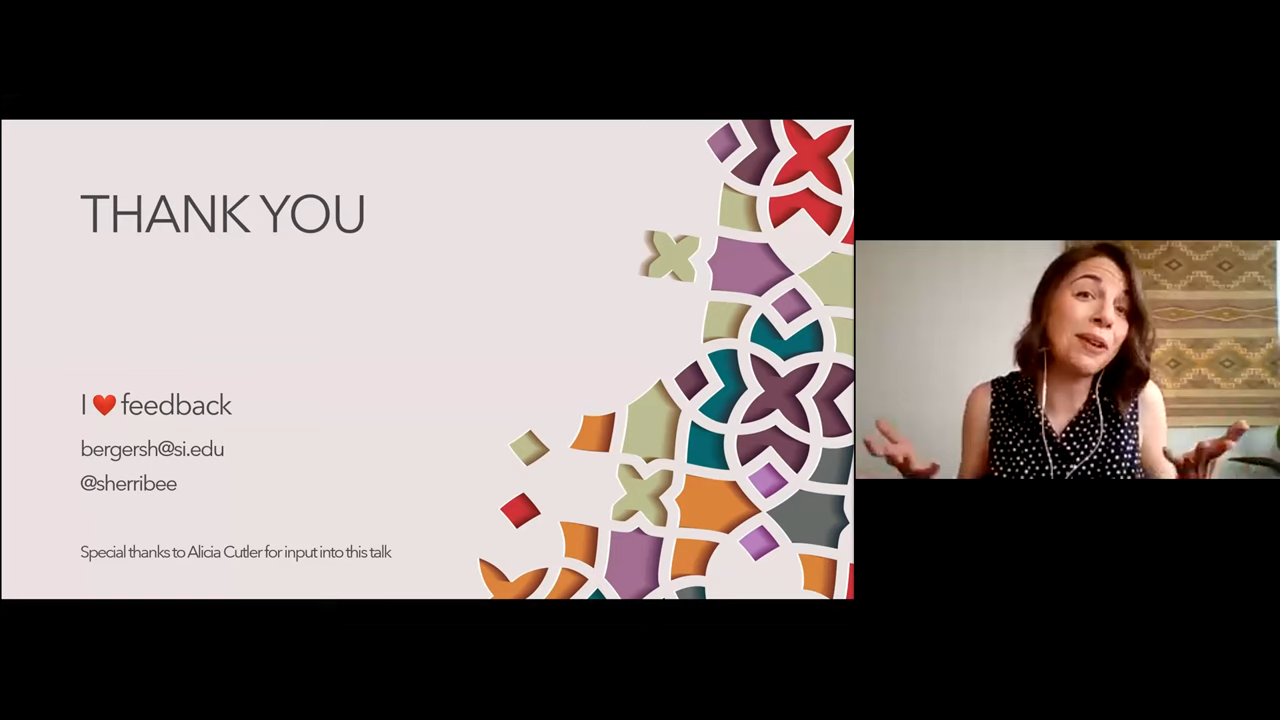 THANK YOU
I ❤️ feedback
bergersh@si.edu
@sherribee
Special thanks to Alicia Cutler for input into this talk